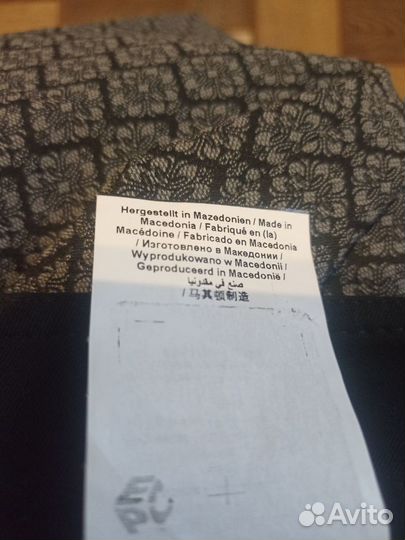 Hergestellt in Mazedonien / Made in
Macedonia / Fabriqué en (la)
Macédoine / Fabricado en Macedonia
/ Изготовлено в Македонии /
Wyprodukowano w Macedonii /
Geproduceerd in Macedonië /
صنع في مقدونيا
/ 马其顿制造
Avito